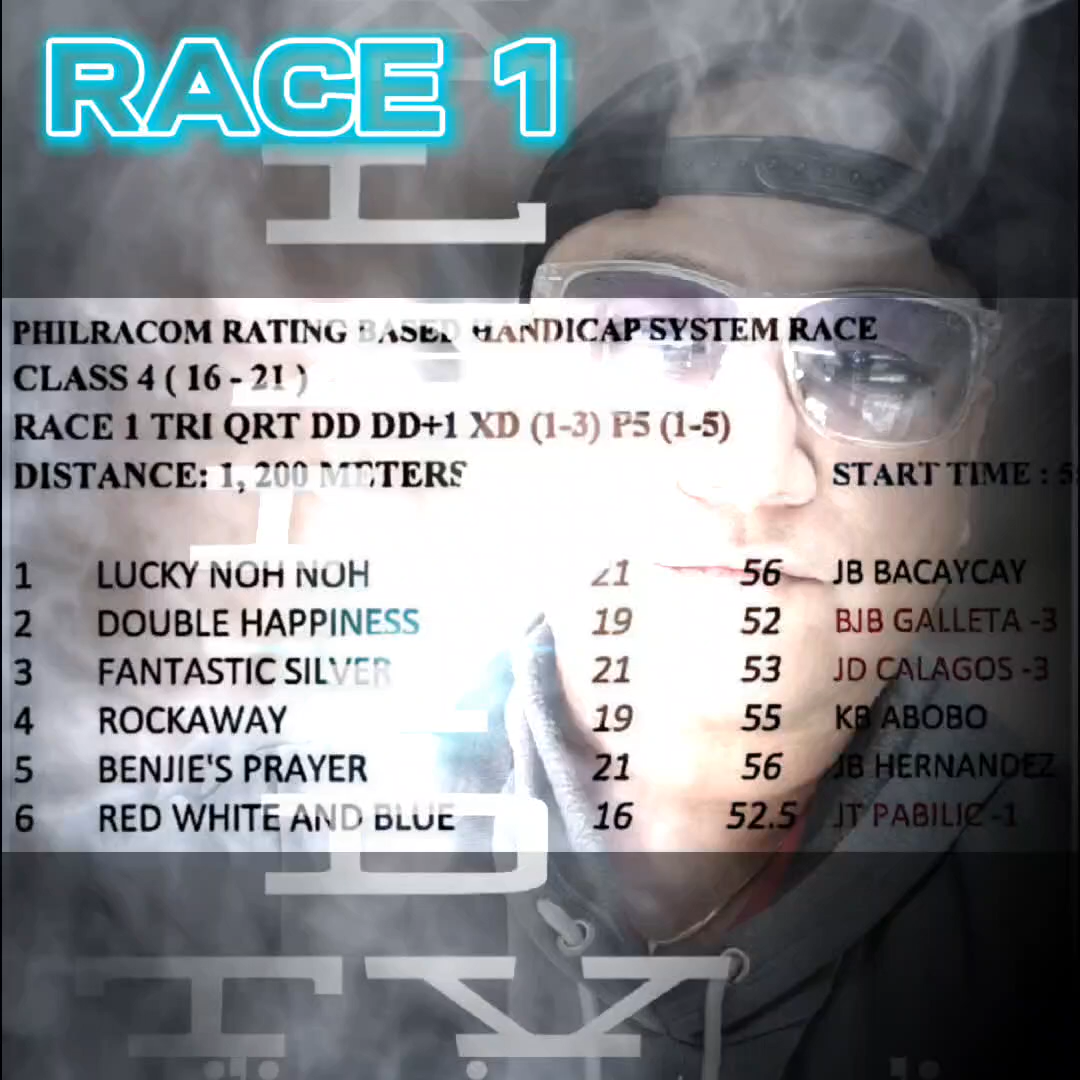 RACE 1
PHILRACOM RATING BASED HANDICAP SYSTEM RACE
CLASS 4 ( 16 - 21 )
RACE 1 TRI QRT DD DD+1 XD (1-3) P5 (1-5)
DISTANCE: 1, 200 METERS START TIME : 5
1 LUCKY NOH NOH 21 56 JB BACAYCAY
2 DOUBLE HAPPINESS 19 52 BJB GALLETA -3
3 FANTASTIC SILVER 21 53 JD CALAGOS -3
4 ROCKAWAY 19 55 KB ABOBO
5 BENJIE'S PRAYER 21 56 JB HERNANDEZ
6 RED WHITE AND BLUE 16 52.5 JT PABILIC -1